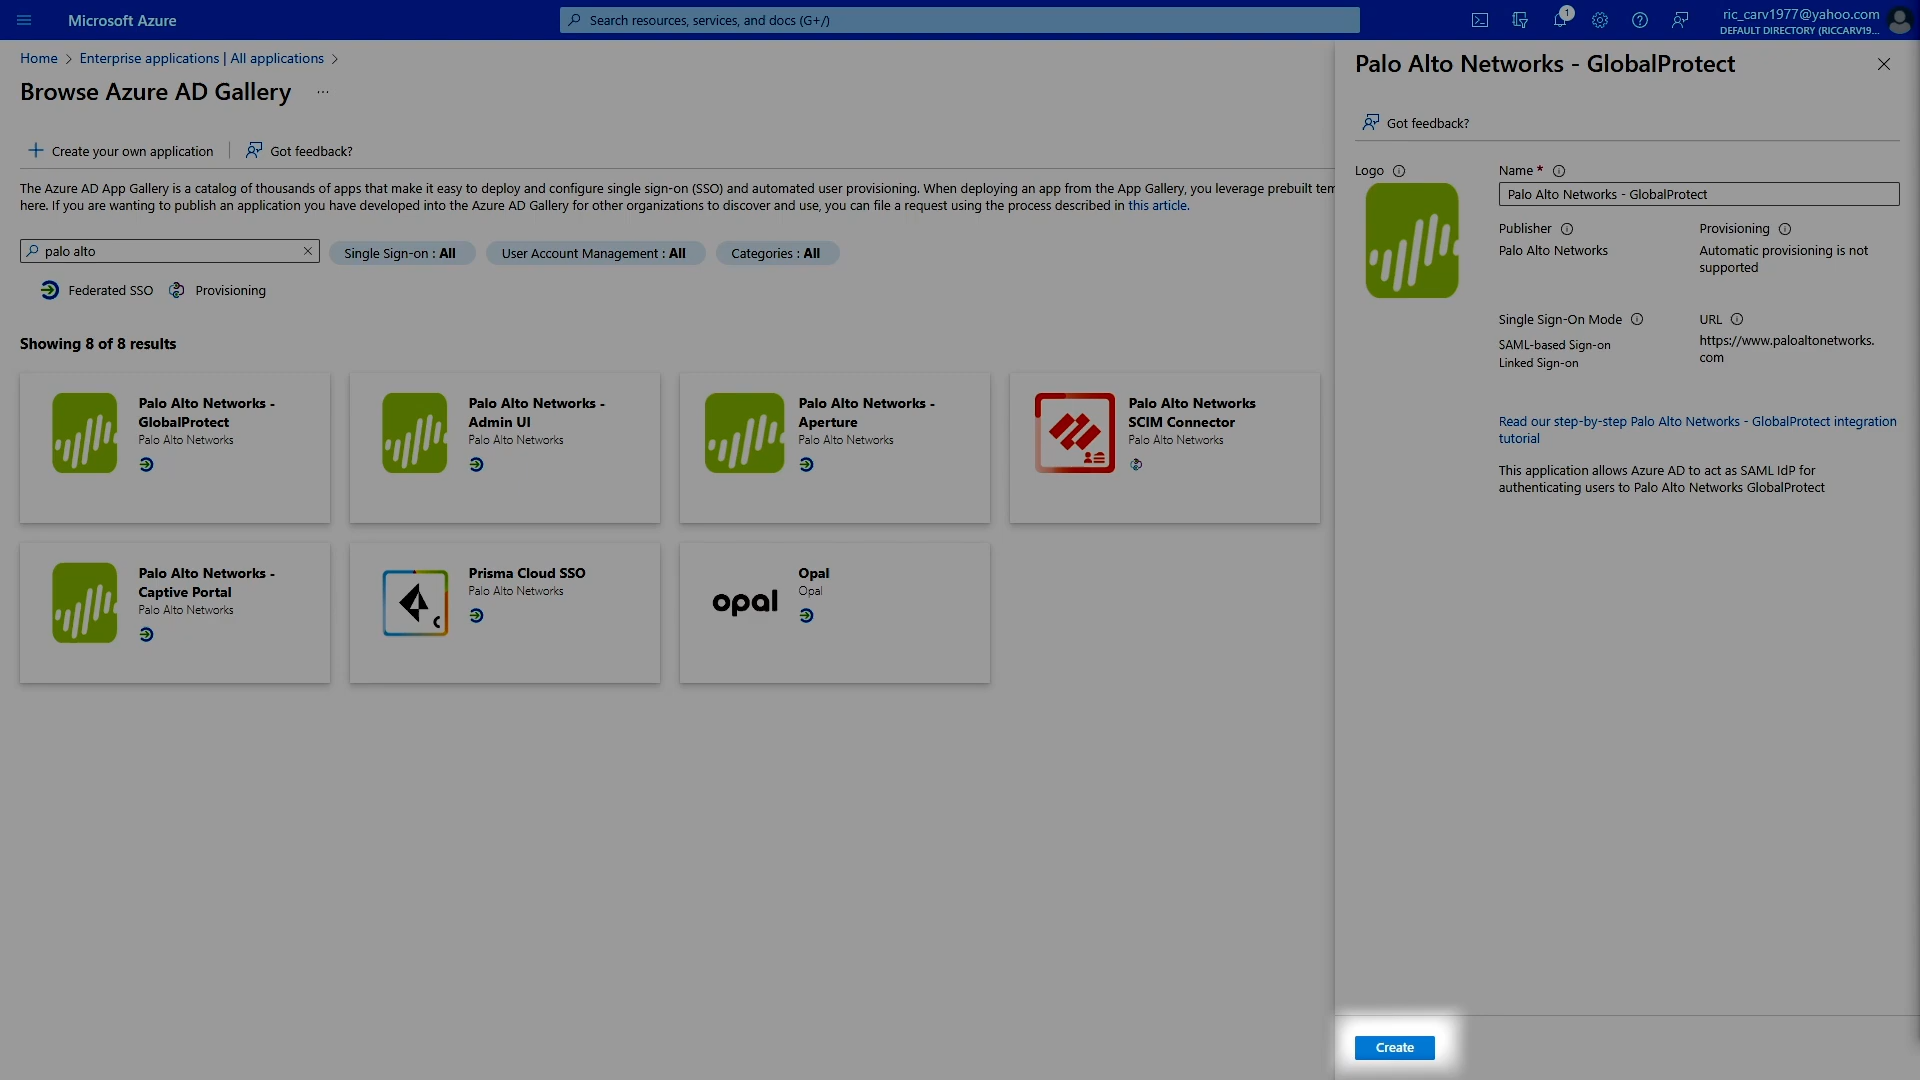 Microsoft Azure
Search resources, services, and docs (G+/)
1
ric_carv1977@yahoo.com
DEFAULT DIRECTORY (RICCARV19...
Home > Enterprise applications | All applications >
Browse Azure AD Gallery ...
Create your own application
Got feedback?
The Azure AD App Gallery is a catalog of thousands of apps that make it easy to deploy and configure single sign-on (SSO) and automated user provisioning. When deploying an app from the App Gallery, you leverage prebuilt
here. If you are wanting to publish an application you have developed into the Azure AD Gallery for other organizations to discover and use, you can file a request using the process described in this article.
palo alto
Single Sign-on : All
User Account Management : All
Categories : All
Federated SSO
Provisioning
Showing 8 of 8 results
Palo Alto Networks -
GlobalProtect
Palo Alto Networks
Palo Alto Networks -
Admin UI
Palo Alto Networks
Palo Alto Networks -
Aperture
Palo Alto Networks
Palo Alto Networks
SCIM Connector
Palo Alto Networks
Palo Alto Networks -
Captive Portal
Palo Alto Networks
C
Prisma Cloud SSO
Palo Alto Networks
opal
Opal
Opal
Palo Alto Networks - GlobalProtect
Got feedback?
Logo
Name *
Palo Alto Networks - GlobalProtect
Publisher
Palo Alto Networks
Provisioning
Automatic provisioning is not
supported
Single Sign-On Mode
SAML-based Sign-on
Linked Sign-on
URL
https://www.paloaltonetworks.
com
Read our step-by-step Palo Alto Networks - GlobalProtect integration
tutorial
This application allows Azure AD to act as SAML IdP for
authenticating users to Palo Alto Networks GlobalProtect
Create